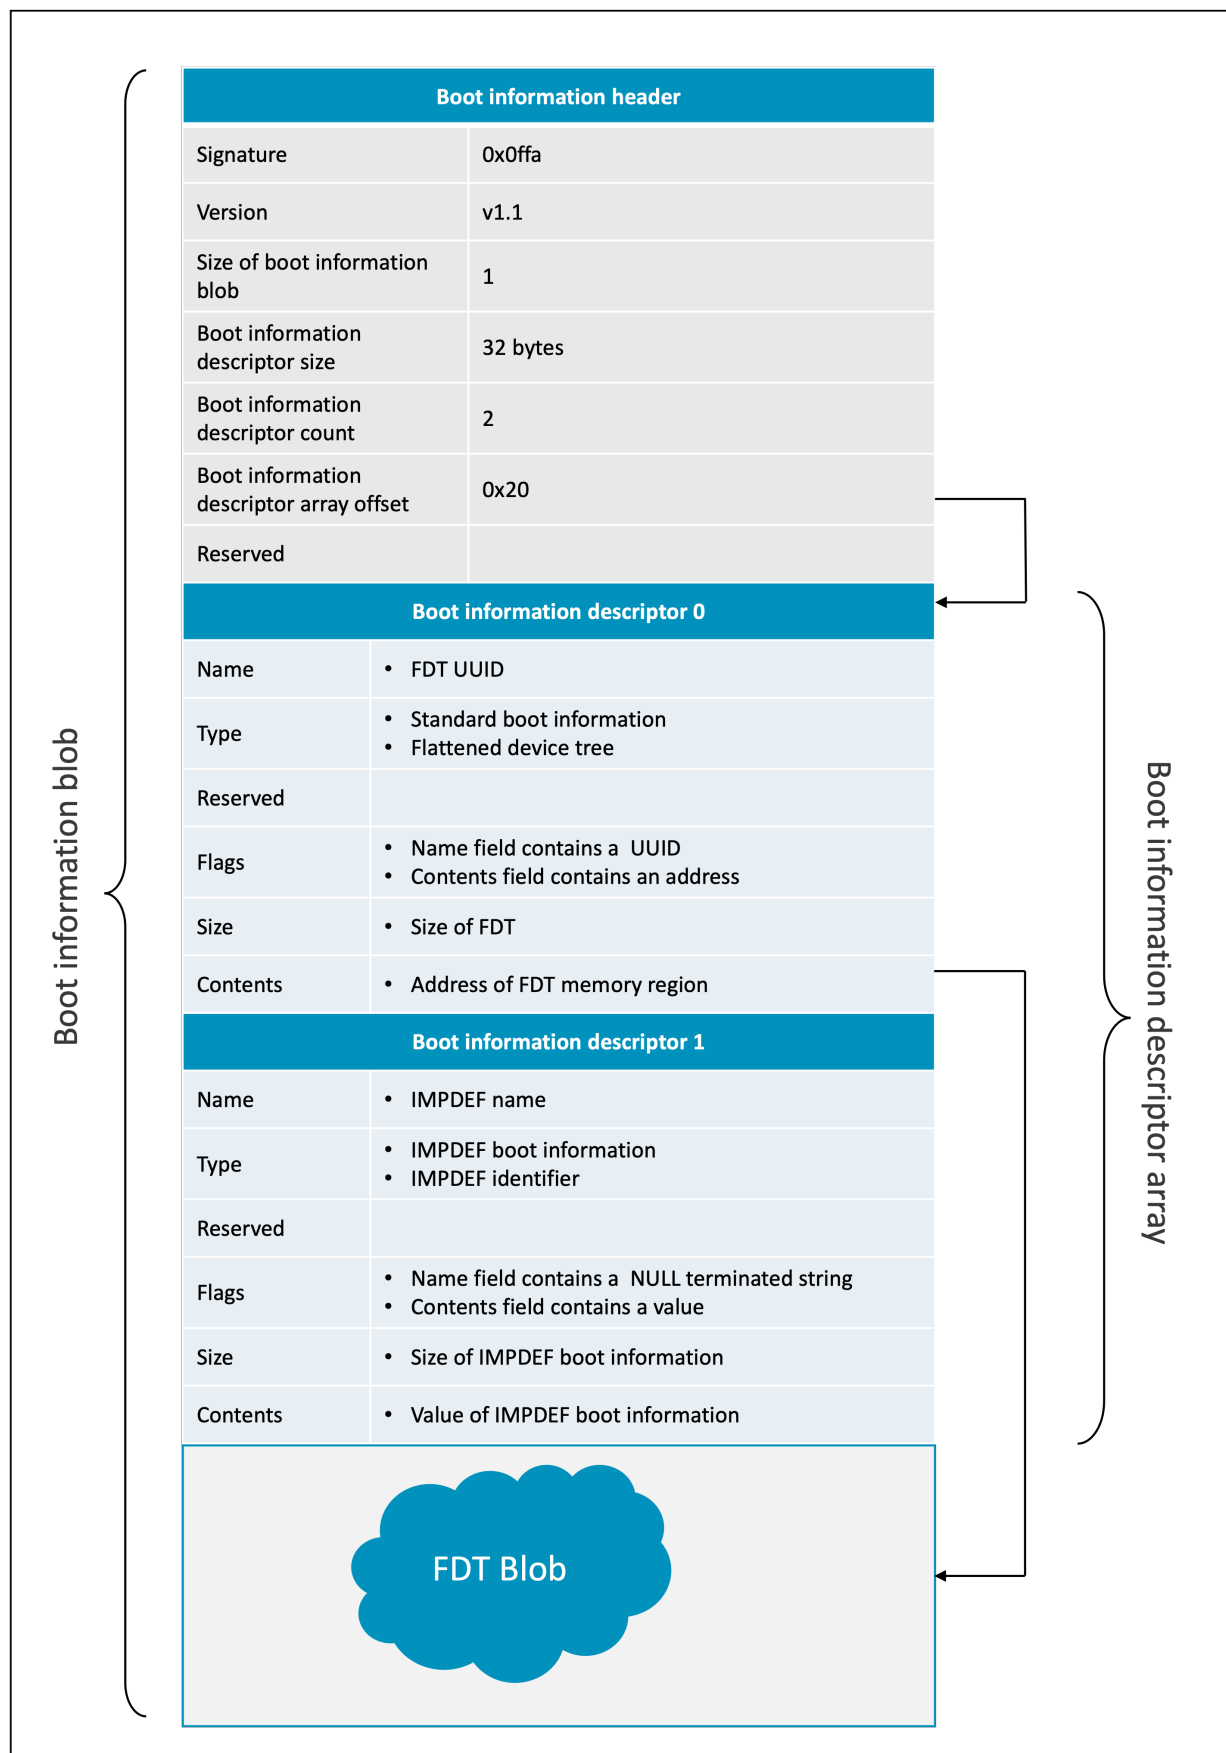 Boot information header
Signature 0x0ffa
Version v1.1
Size of boot information
blob
1
Boot information
descriptor size
32 bytes
Boot information
descriptor count
2
Boot information
descriptor array offset
0x20
Reserved
Boot information descriptor 0
Name • FDT UUID
Type
• Standard boot information
• Flattened device tree
Reserved
Flags
• Name field contains a UUID
• Contents field contains an address
Size • Size of FDT
Contents • Address of FDT memory region
Boot information descriptor 1
Name • IMPDEF name
Type
• IMPDEF boot information
• IMPDEF identifier
Reserved
Flags
• Name field contains a NULL terminated string
• Contents field contains a value
Size • Size of IMPDEF boot information
Contents • Value of IMPDEF boot information
FDT Blob
Boot information blob
Boot information descriptor array